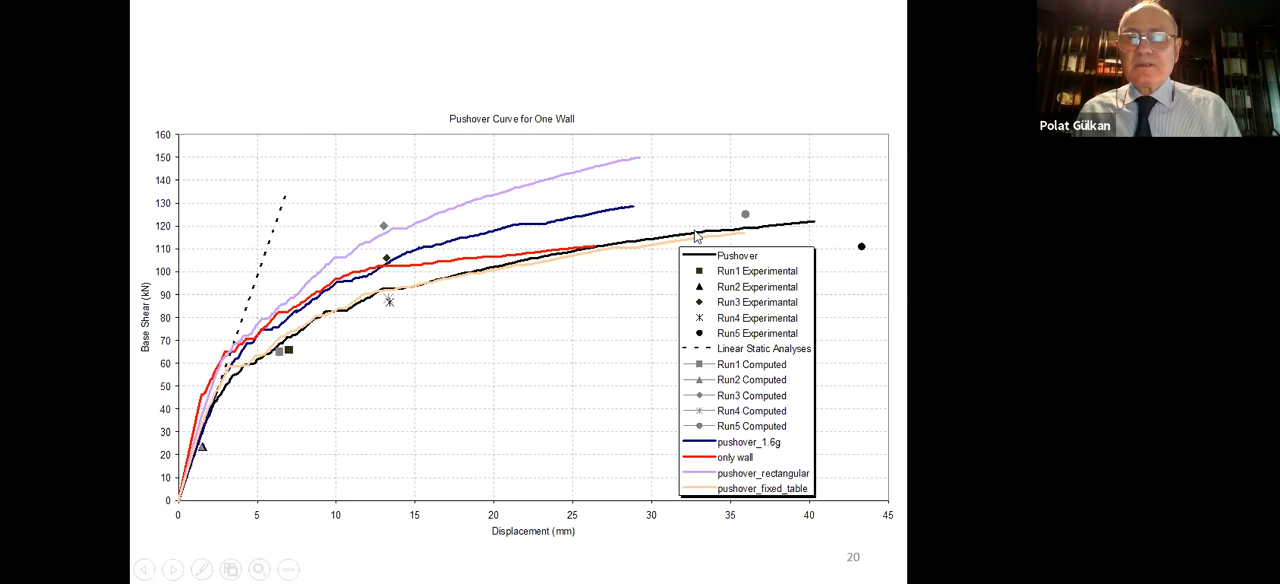 Polat Gülkan
Pushover Curve for One Wall
160
150
140
130
120
110
100
90
80
70
60
50
40
30
20
10
0
Base Shear (kN)
0 5 10 15 20 25 30 35 40 45
Displacement (mm)
Pushover
Run1 Experimental
Run2 Experimental
Run3 Experimental
Run4 Experimental
Run5 Experimental
Linear Static Analyses
Run1 Computed
Run2 Computed
Run3 Computed
Run4 Computed
Run5 Computed
pushover_1.6g
only wall
pushover_rectangular
pushover_fixed_table
20